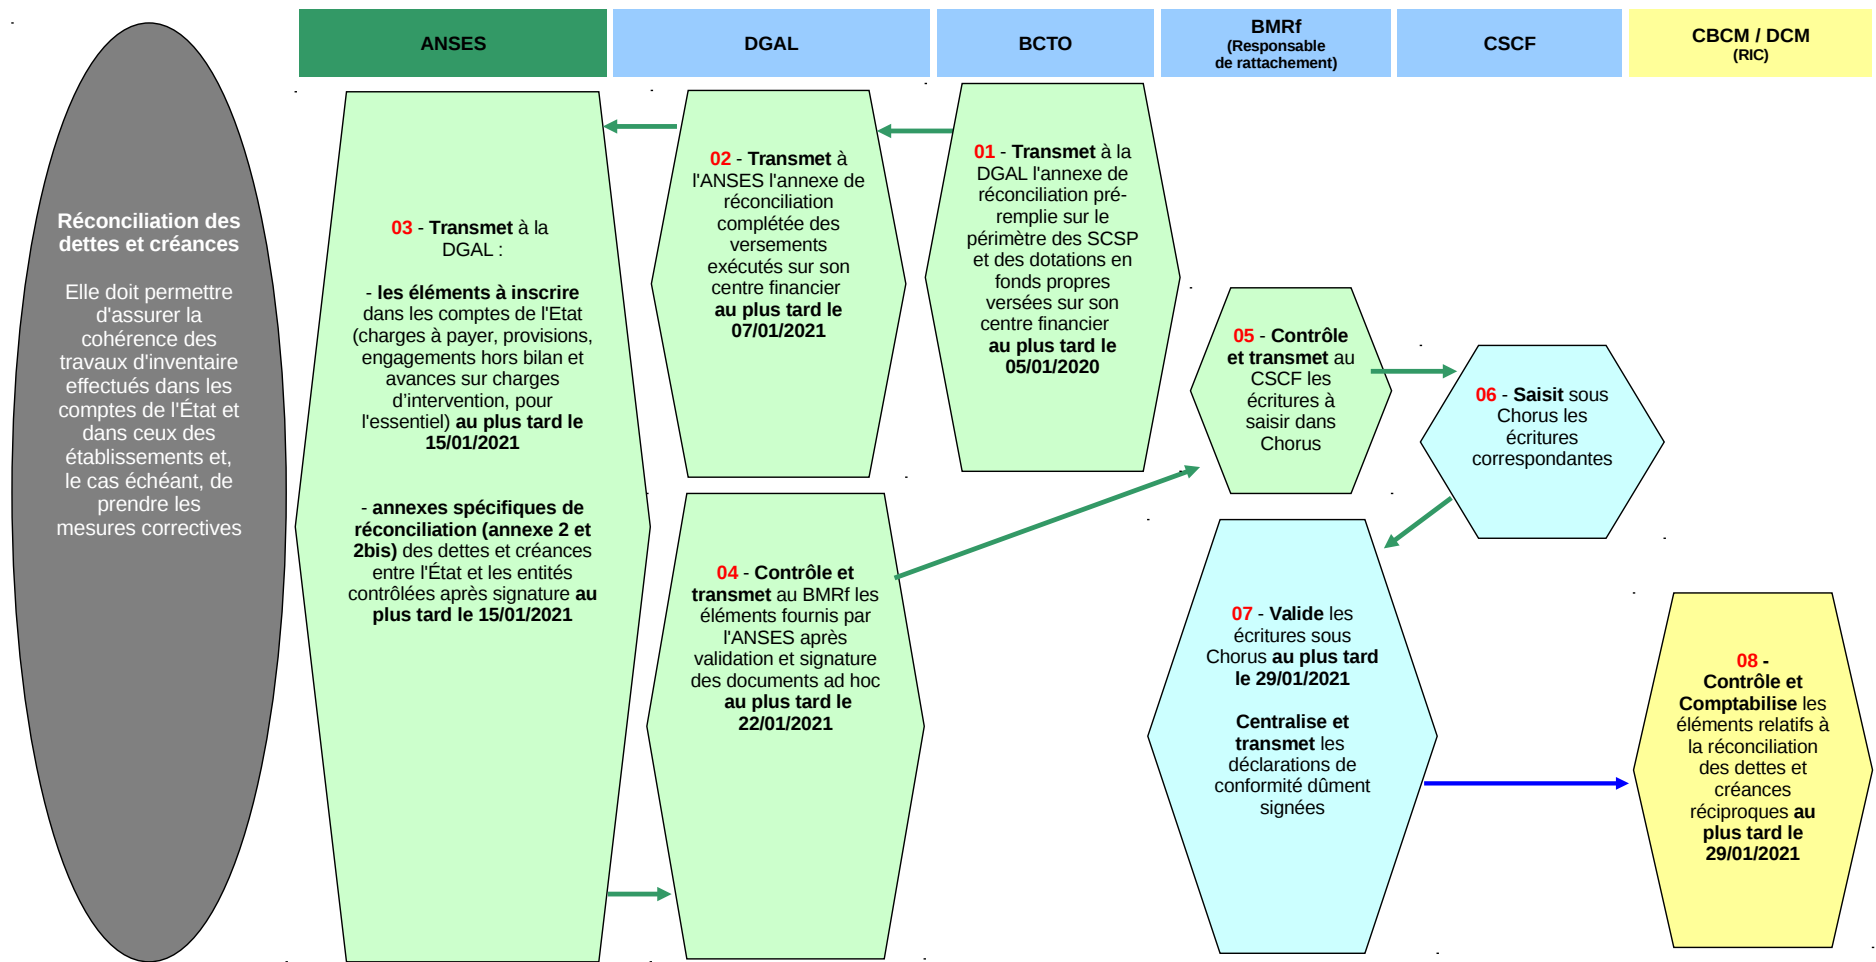 ANSES
DGAL
BCTO
BMRf
(Responsable
de rattachement)
CSCF
CBCM / DCM
(RIC)
Réconciliation des
dettes et créances
Elle doit permettre
d'assurer la
cohérence des
travaux d'inventaire
effectués dans les
comptes de l'État et
dans ceux des
établissements et,
le cas échéant, de
prendre les
mesures correctives
01 - Transmet à la
DGAL l'annexe de
réconciliation pré-
remplie sur le
périmètre des SCSP
et des dotations en
fonds propres
versées sur son
centre financier
au plus tard le
05/01/2020
02 - Transmet à
l'ANSES l'annexe de
réconciliation
complétée des
versements
exécutés sur son
centre financier
au plus tard le
07/01/2021
03 - Transmet à la
DGAL :
- les éléments à inscrire
dans les comptes de l'Etat
(charges à payer, provisions,
engagements hors bilan et
avances sur charges
d’intervention, pour
l'essentiel) au plus tard le
15/01/2021
- annexes spécifiques de
réconciliation (annexe 2 et
2bis) des dettes et créances
entre l'État et les entités
contrôlées après signature au
plus tard le 15/01/2021
04 - Contrôle et
transmet au BMRf les
éléments fournis par
l'ANSES après
validation et signature
des documents ad hoc
au plus tard le
22/01/2021
05 - Contrôle
et transmet au
CSCF les
écritures à
saisir dans
Chorus
06 - Saisit sous
Chorus les
écritures
correspondantes
07 - Valide les
écritures sous
Chorus au plus tard
le 29/01/2021
Centralise et
transmet les
déclarations de
conformité dûment
signées
08 -
Contrôle et
Comptabilise les
éléments relatifs à
la réconciliation
des dettes et
créances
réciproques au
plus tard le
29/01/2021